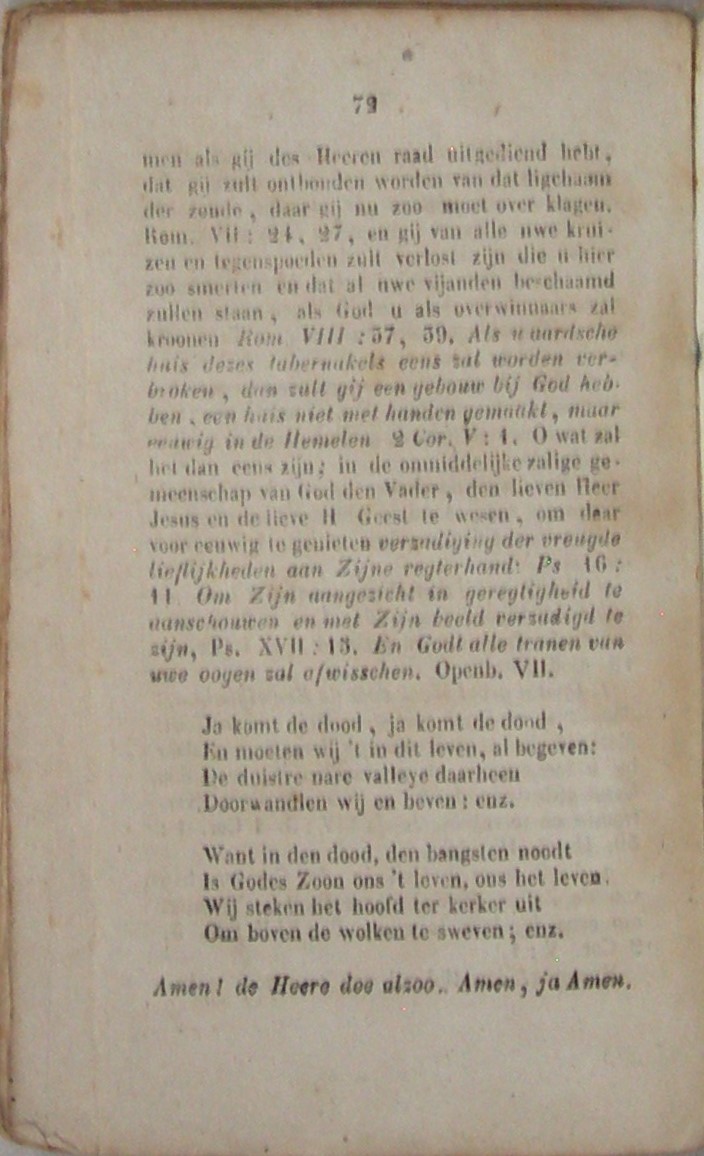 72
men als gij des Heeren raad uitgediend hebt,
dat gij zult onthouden worden van dat ligchaam
der zonde, daar gij nu zoo moet over klagen.
Rom. VII: 24, 27, en gij van alle uwe krui-
zen en tegenspoeden zult verlost zijn die u hier
zoo smerten en dat al uwe vijanden beschaamd
zullen staan, als God u als overwinnaars zal
kroonen Rom VIII : 37, 39. Als u aardsche
huis dezes tabernakels eens zal worden ver-
broken, dan zult gij een gebouw bij God heb-
ben, een huis niet met handen gemaakt, maar
eeuwig in de Hemelen 2 Cor. V: 1. O wat zal
het dan eens zijn; in de onmiddelijke zalige ge-
meenschap van God den Vader, den lieven Heer
Jesus en de lieve H Geest te wesen, om daar
voor eeuwig te genieten verzadiging der vreugde
lieflijkheden aan Zijne regterhand: Ps 16:
11 Om Zijn aangezicht in geregtigheid te
aanschouwen en met Zijn beeld verzadigd te
zijn, Ps. XVII: 15. En Godt alle tranen van
uwe oogen zal afwisschen. Openb. VII.
Ja komt de dood, ja komt de dood,
En moeten wij 't in dit leven, al begeven:
De duistre nare valleye daarheen
Doorwandlen wij en beven: enz.
Want in den dood, den bangsten noodt
Is Godes Zoon ons 't leven, ons het leven.
Wij steken het hoofd ter kerker uit
Om boven de wolken te sweven; enz.
Amen! de Heere doe alzoo. Amen, ja Amen.